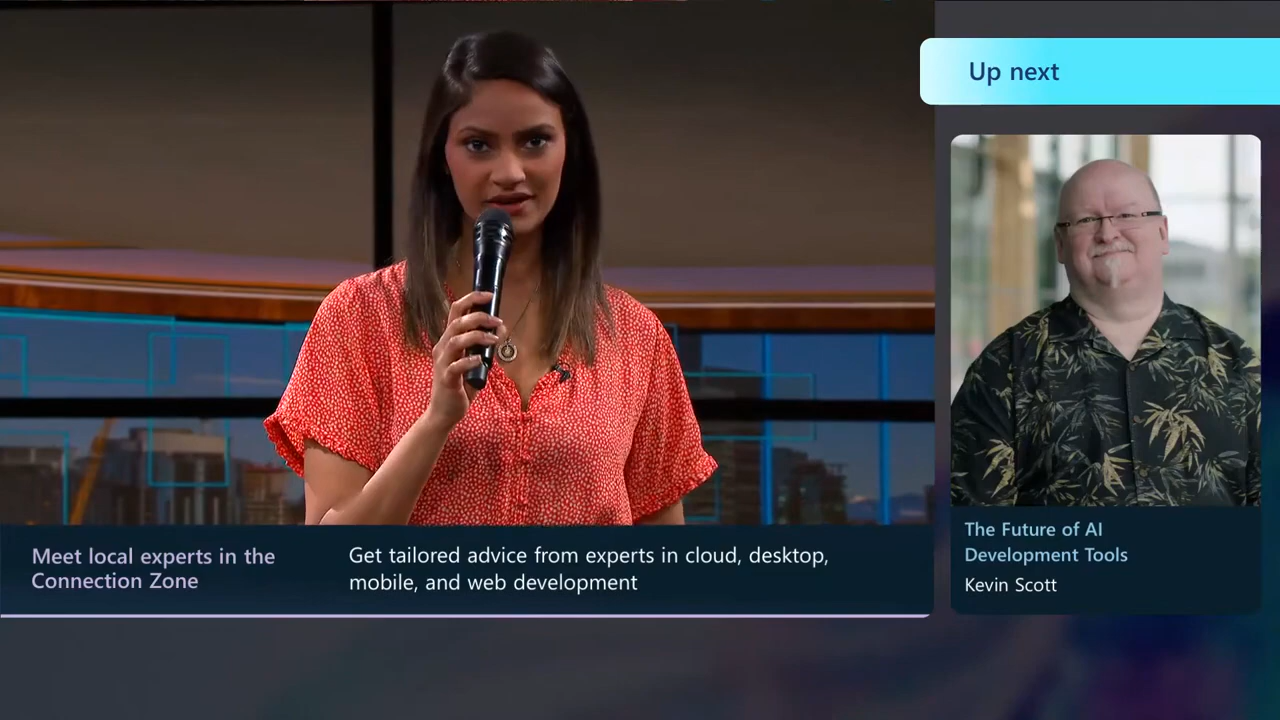 Up next
Meet local experts in the
Connection Zone
Get tailored advice from experts in cloud, desktop,
mobile, and web development
The Future of AI
Development Tools
Kevin Scott